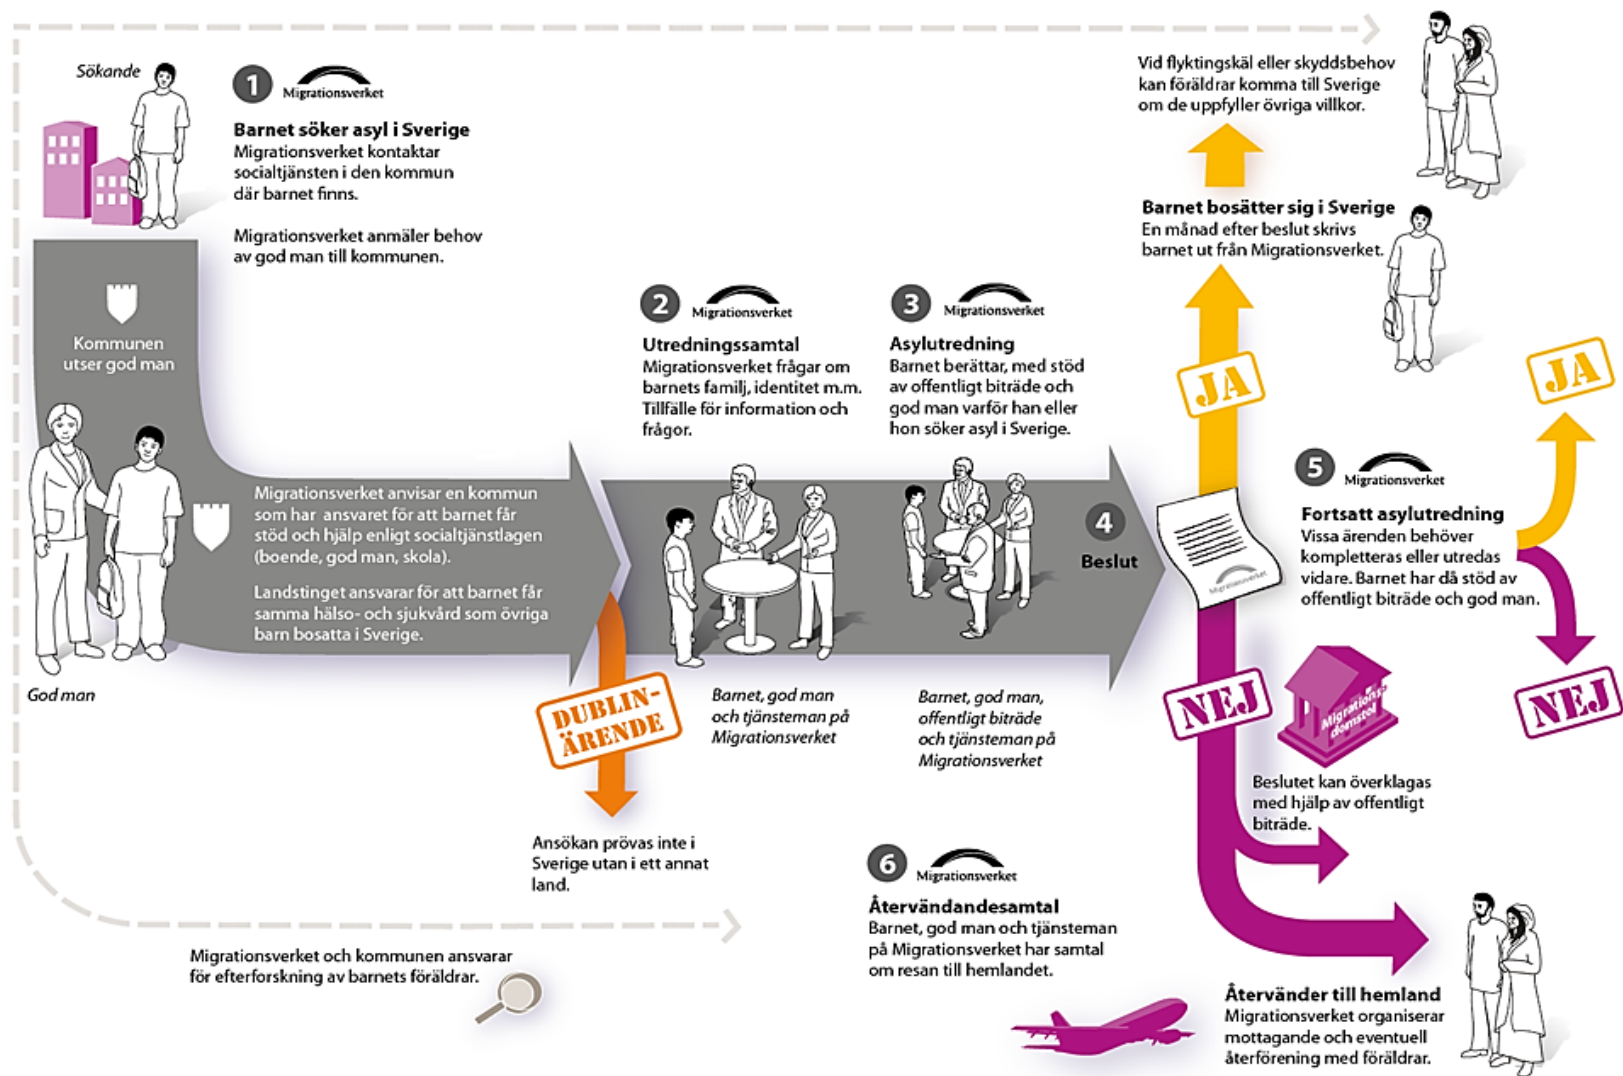 Sökande
1
Migrationsverket
Barnet söker asyl i Sverige
Migrationsverket kontaktar
socialtjänsten i den kommun
där barnet finns.
Migrationsverket anmäler behov
av god man till kommunen.
Kommunen
utser god man
God man
Migrationsverket anvisar en kommun
som har ansvaret för att barnet får
stöd och hjälp enligt socialtjänstlagen
(boende, god man, skola).
Landstinget ansvarar för att barnet får
samma hälso- och sjukvård som övriga
barn bosatta i Sverige.
DUBLIN-
ÄRENDE
Ansökan prövas inte i
Sverige utan i ett annat
land.
Migrationsverket och kommunen ansvarar
för efterforskning av barnets föräldrar.
2
Migrationsverket
Utredningssamtal
Migrationsverket frågar om
barnets familj, identitet m.m.
Tillfälle för information och
frågor.
Barnet, god man
och tjänsteman på
Migrationsverket
3
Migrationsverket
Asylutredning
Barnet berättar, med stöd
av offentligt biträde och
god man varför han eller
hon söker asyl i Sverige.
Barnet, god man,
offentligt biträde
och tjänsteman på
Migrationsverket
4
Beslut
Migrationsverket
JA
Barnet bosätter sig i Sverige
En månad efter beslut skrivs
barnet ut från Migrationsverket.
Vid flyktingskäl eller skyddsbehov
kan föräldrar komma till Sverige
om de uppfyller övriga villkor.
5
Migrationsverket
Fortsatt asylutredning
Vissa ärenden behöver
kompletteras eller utredas
vidare. Barnet har då stöd av
offentligt biträde och god man.
JA
NEJ
NEJ
Migrations-
domstol
Beslutet kan överklagas
med hjälp av offentligt
biträde.
6
Migrationsverket
Återvändandesamtal
Barnet, god man och tjänsteman
på Migrationsverket har samtal
om resan till hemlandet.
Återvänder till hemland
Migrationsverket organiserar
mottagande och eventuell
återförening med föräldrar.